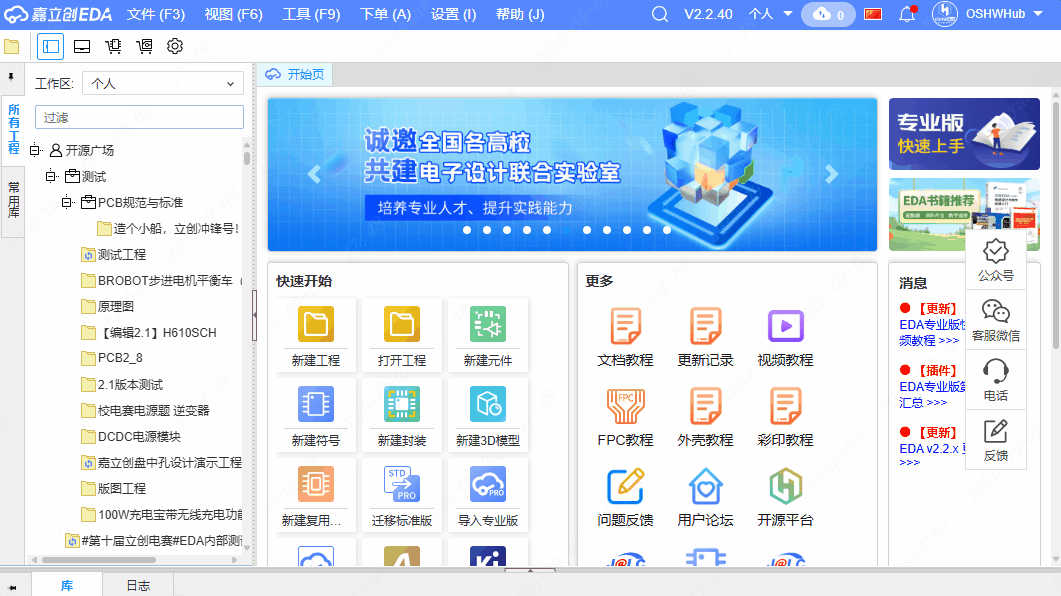 嘉立创EDA 文件 (F3) 视图 (F6) 工具 (F9) 下单 (A) 设置 (I) 帮助 (J) V2.2.40 个人 0 OSHWHub
工作区: 个人
开始页
所有工程
常用库
过滤
开源广场
测试
PCB规范与标准
造个小船，立创冲锋号!
测试工程
BROBOT步进电机平衡车（
原理图
【编辑2.1】H610SCH
PCB2_8
2.1版本测试
校电赛电源题 逆变器
DCDC电源模块
嘉立创盘中孔设计演示工程
版图工程
100W充电宝带无线充电功能
#第十届立创电赛#EDA内部测试
诚邀全国各高校
共建电子设计联合实验室
培养专业人才、提升实践能力
专业版
快速上手
EDA书籍推荐
快速开始
新建工程 打开工程 新建元件
新建符号 新建封装 新建3D模型
新建复用... 迁移标准版 导入专业版
STD
PRO
PRO
更多
文档教程 更新记录 视频教程
FPC
FPC教程 外壳教程 彩印教程
问题反馈 用户论坛 开源平台
消息
【更新】
EDA专业版
频教程 >>>
【插件】
EDA专业版
汇总 >>>
【更新】
EDA v2.2.x
>>>
公众号
客服微信
电话
反馈
库 日志